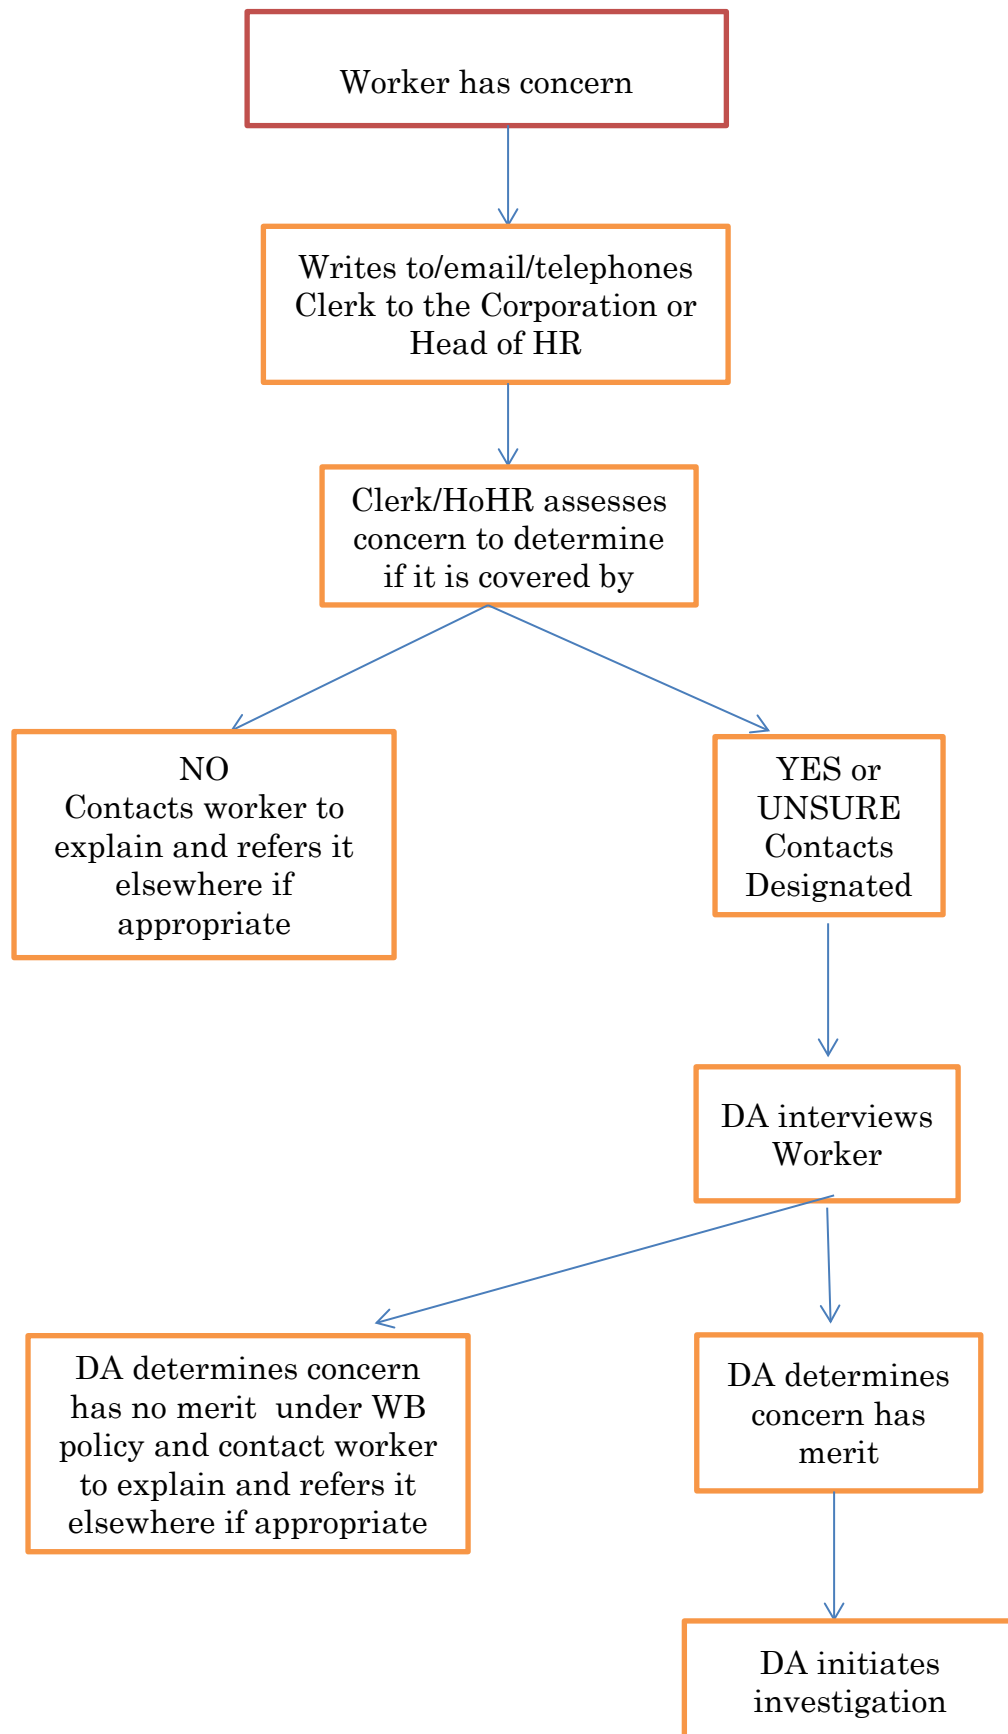 Worker has concern
Writes to/email/telephones
Clerk to the Corporation or
Head of HR
Clerk/HoHR assesses
concern to determine
if it is covered by
NO
Contacts worker to
explain and refers it
elsewhere if
appropriate
YES or
UNSURE
Contacts
Designated
DA interviews
Worker
DA determines concern
has no merit under WB
policy and contact worker
to explain and refers it
elsewhere if appropriate
DA determines
concern has
merit
DA initiates
investigation